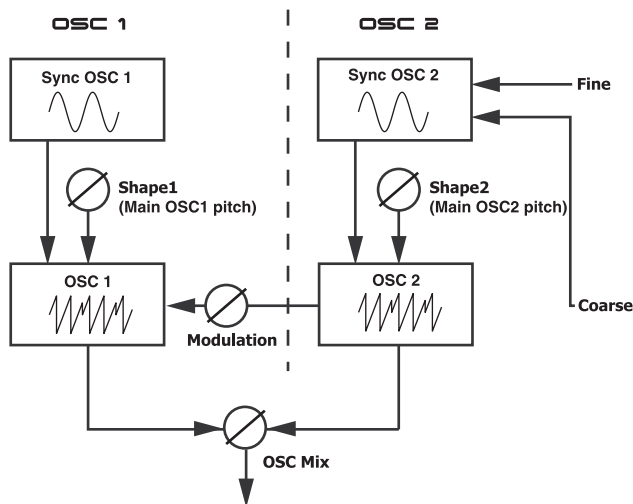 OSC 1
OSC 2
Sync OSC 1
Sync OSC 2
Fine
Shape1
(Main OSC1 pitch)
Shape2
(Main OSC2 pitch)
OSC 1
OSC 2
Coarse
Modulation
OSC Mix